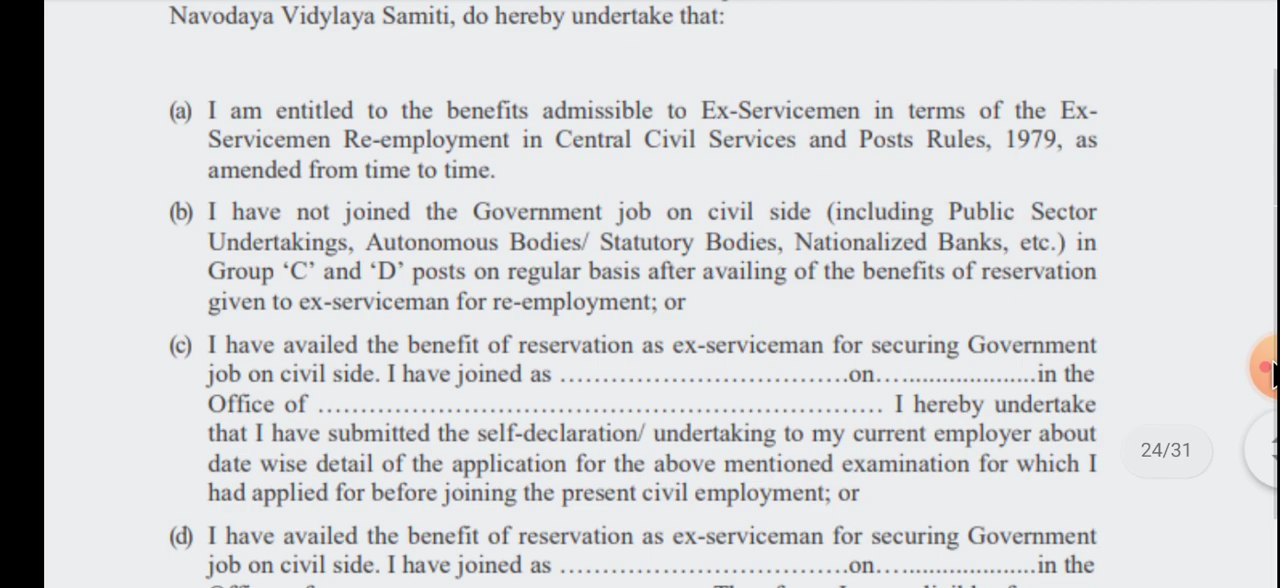 Navodaya Vidylaya Samiti, do hereby undertake that:
(a) I am entitled to the benefits admissible to Ex-Servicemen in terms of the Ex-
Servicemen Re-employment in Central Civil Services and Posts Rules, 1979, as
amended from time to time.
(b) I have not joined the Government job on civil side (including Public Sector
Undertakings, Autonomous Bodies/ Statutory Bodies, Nationalized Banks, etc.) in
Group ‘C’ and ‘D’ posts on regular basis after availing of the benefits of reservation
given to ex-serviceman for re-employment; or
(c) I have availed the benefit of reservation as ex-serviceman for securing Government
job on civil side. I have joined as ……………………………..on…....................in the
Office of ………………………………………………………… I hereby undertake
that I have submitted the self-declaration/ undertaking to my current employer about
date wise detail of the application for the above mentioned examination for which I
had applied for before joining the present civil employment; or
24/31
(d) I have availed the benefit of reservation as ex-serviceman for securing Government
job on civil side. I have joined as ……………………………..on…....................in the